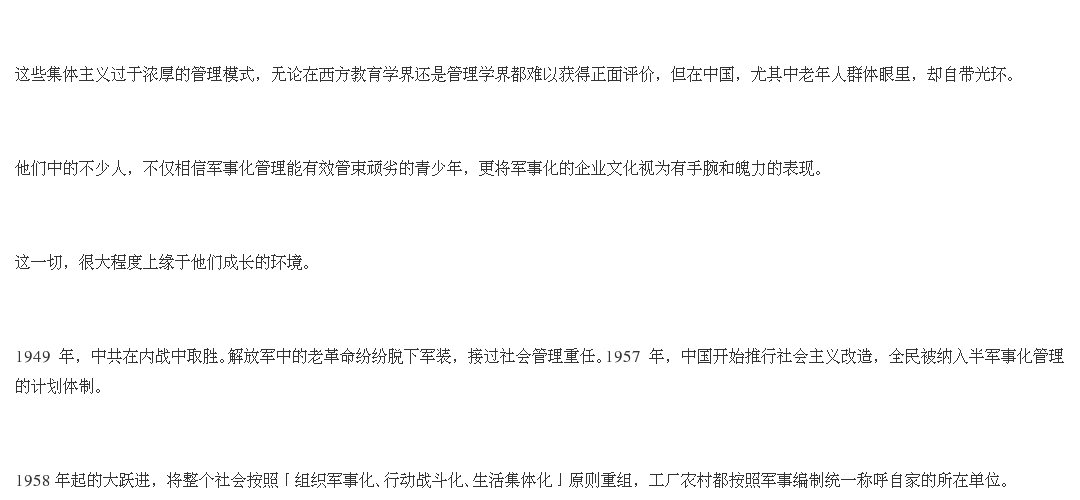 这些集体主义过于浓厚的管理模式，无论在西方教育学界还是管理学界都难以获得正面评价，但在中国，尤其中老年人群体眼里，却自带光环。
他们中的不少人，不仅相信军事化管理能有效管束顽劣的青少年，更将军事化的企业文化视为有手腕和魄力的表现。
这一切，很大程度上缘于他们成长的环境。
1949 年，中共在内战中取胜。解放军中的老革命纷纷脱下军装，接过社会管理重任。1957 年，中国开始推行社会主义改造，全民被纳入半军事化管理
的计划体制。
1958 年起的大跃进，将整个社会按照「组织军事化、行动战斗化、生活集体化」原则重组，工厂农村都按照军事编制统一称呼自家的所在单位。